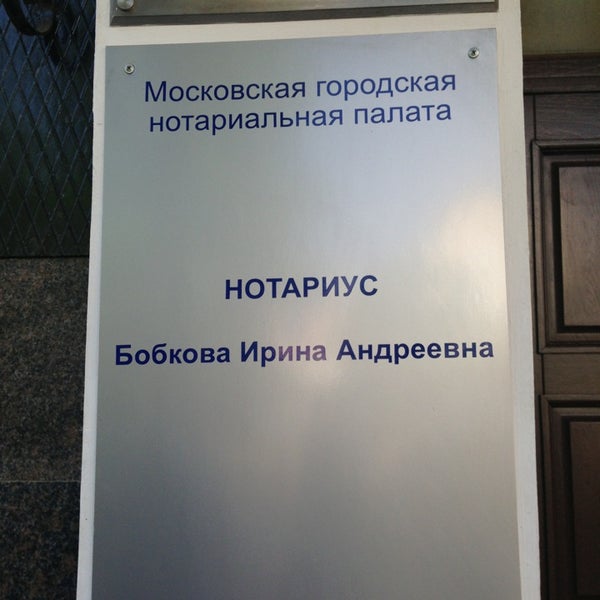 Московская городская
нотариальная палата
НОТАРИУС
Бобкова Ирина Андреевна